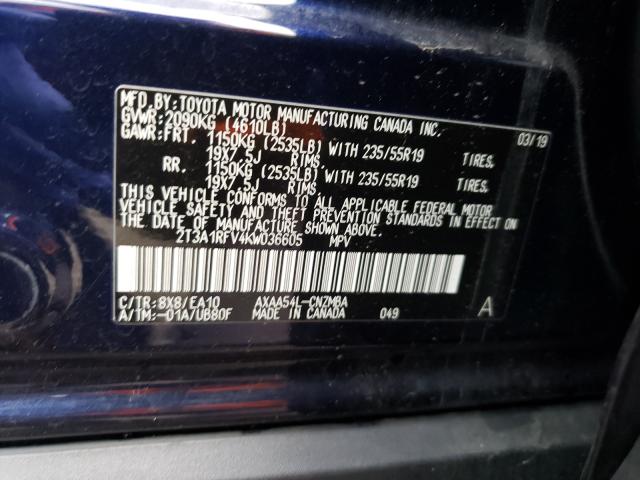 MFD.BY:TOYOTA MOTOR MANUFACTURING CANADA INC.
GVWR:2090KG (4610LB) 03/19
GAWR:FRT. 1150KG (2535LB) WITH 235/55R19 TIRES.
19X7.5J RIMS.
RR. 1150KG (2535LB) WITH 235/55R19 TIRES.
19X7.5J RIMS.
THIS VEHICLE CONFORMS TO ALL APPLICABLE FEDERAL MOTOR
VEHICLE SAFETY AND THEFT PREVENTION STANDARDS IN EFFECT ON
THE DATE OF MANUFACTURE SHOWN ABOVE.
2T3A1RFV4KW036605 MPV
C/TR:8X8/EA10 AXAA54L-CNZMBA A
A/TM:-01A/UB80F MADE IN CANADA 049